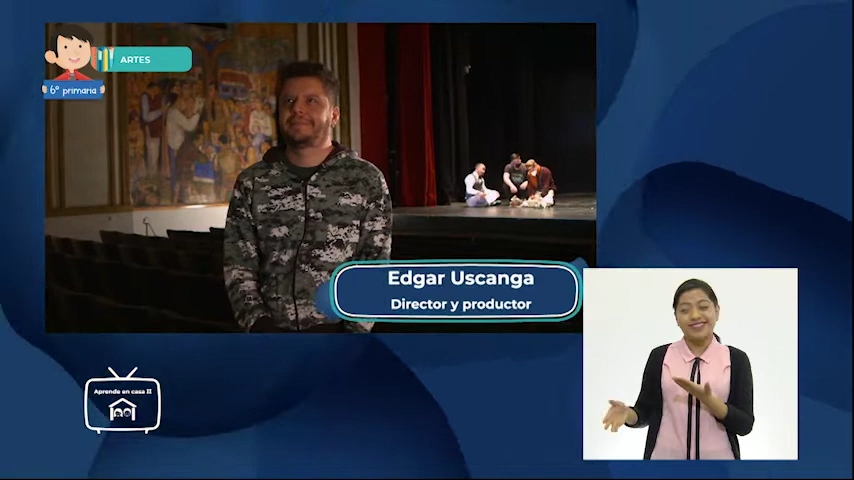 ARTES
6° primaria
Edgar Uscanga
Director y productor
Aprende en casa II